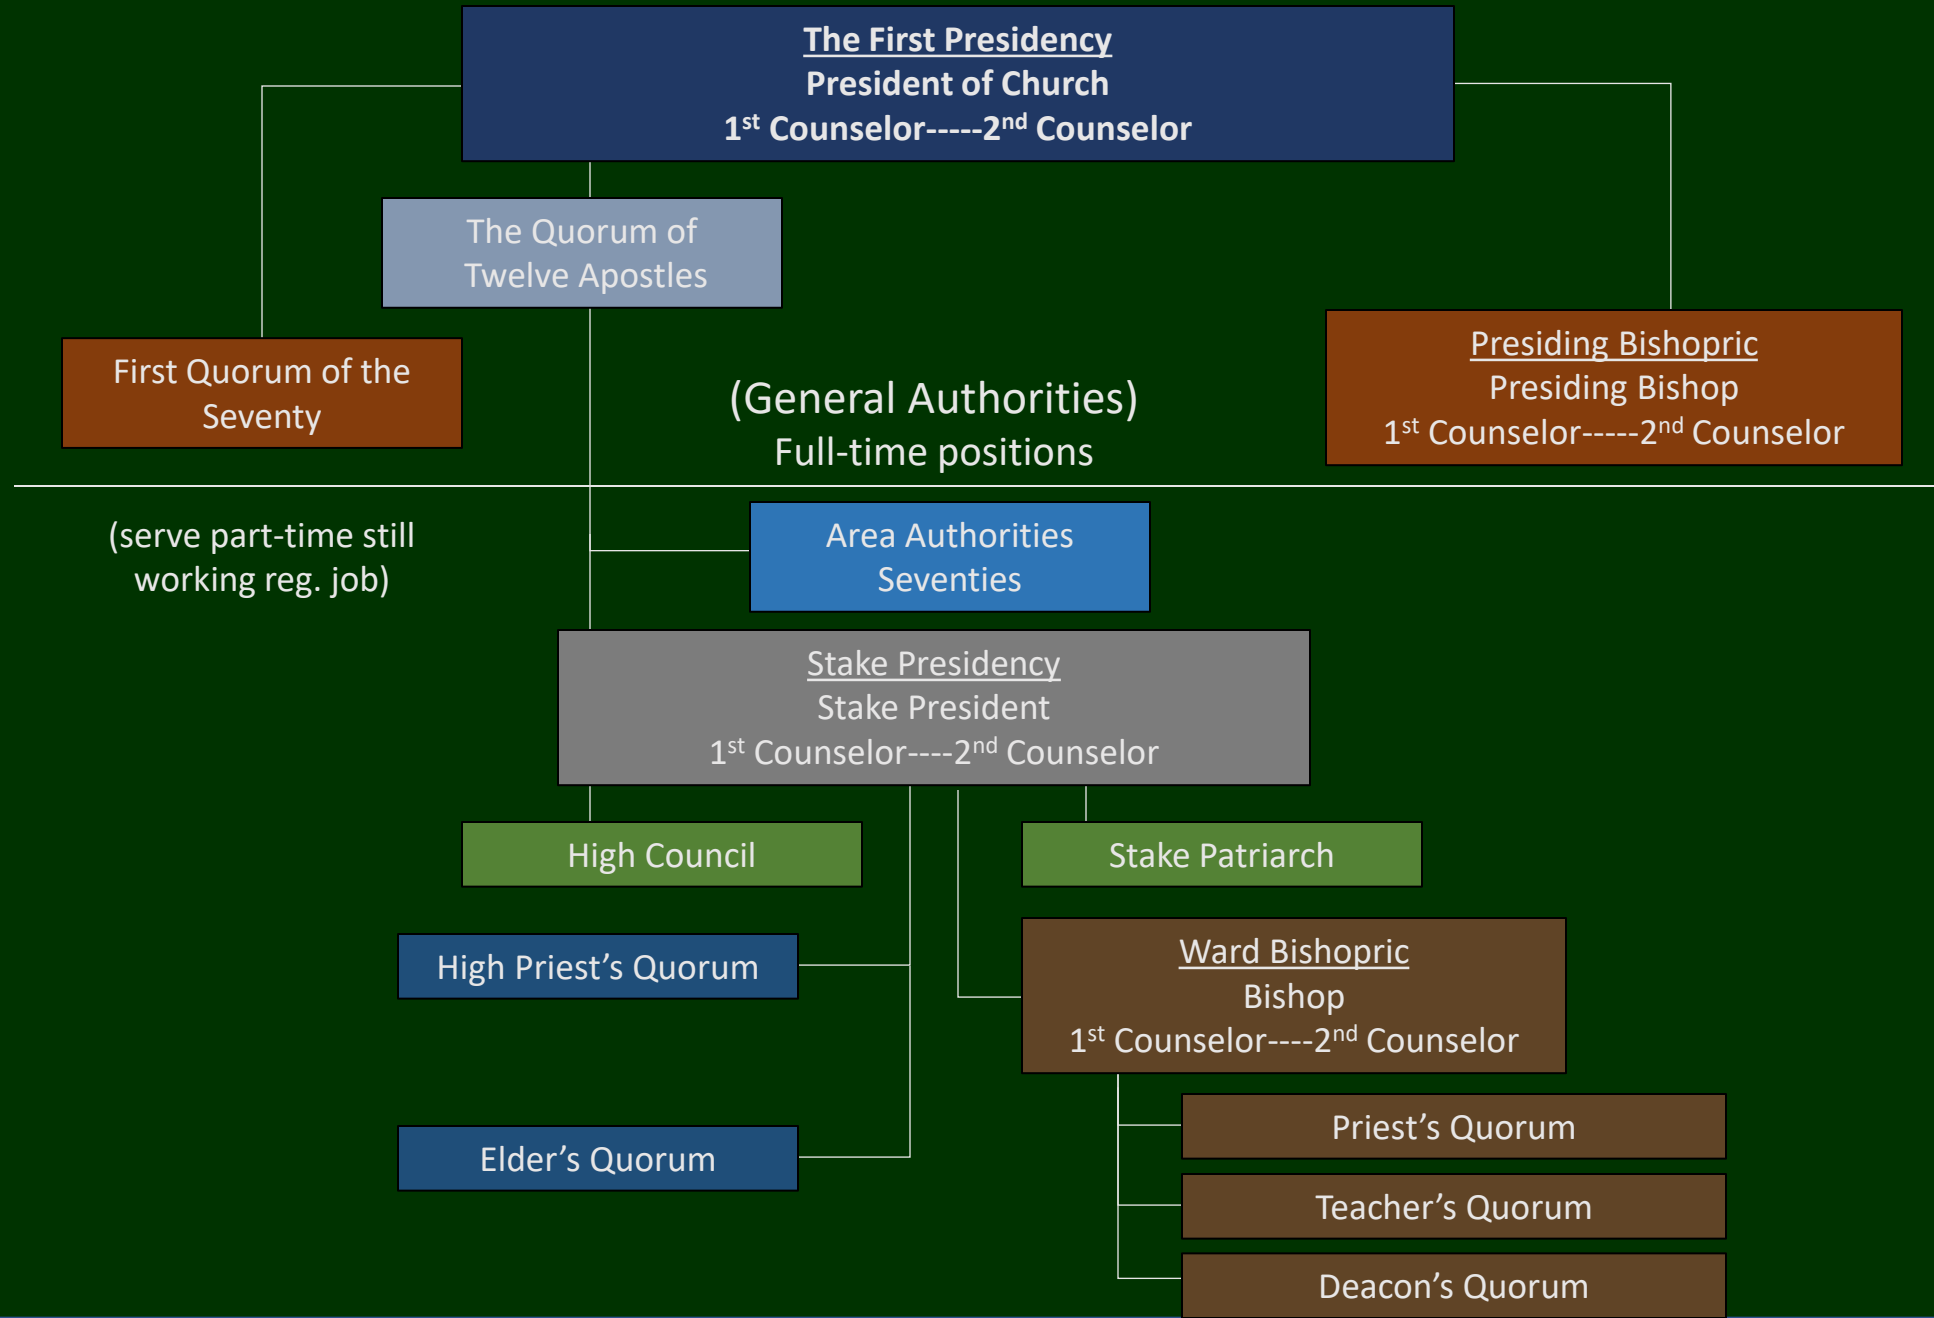 The First Presidency
President of Church
1st Counselor-----2nd Counselor
The Quorum of
Twelve Apostles
First Quorum of the
Seventy
(General Authorities)
Full-time positions
Presiding Bishopric
Presiding Bishop
1st Counselor-----2nd Counselor
(serve part-time still
working reg. job)
Area Authorities
Seventies
Stake Presidency
Stake President
1st Counselor----2nd Counselor
High Council
Stake Patriarch
High Priest’s Quorum
Elder’s Quorum
Ward Bishopric
Bishop
1st Counselor----2nd Counselor
Priest’s Quorum
Teacher’s Quorum
Deacon’s Quorum